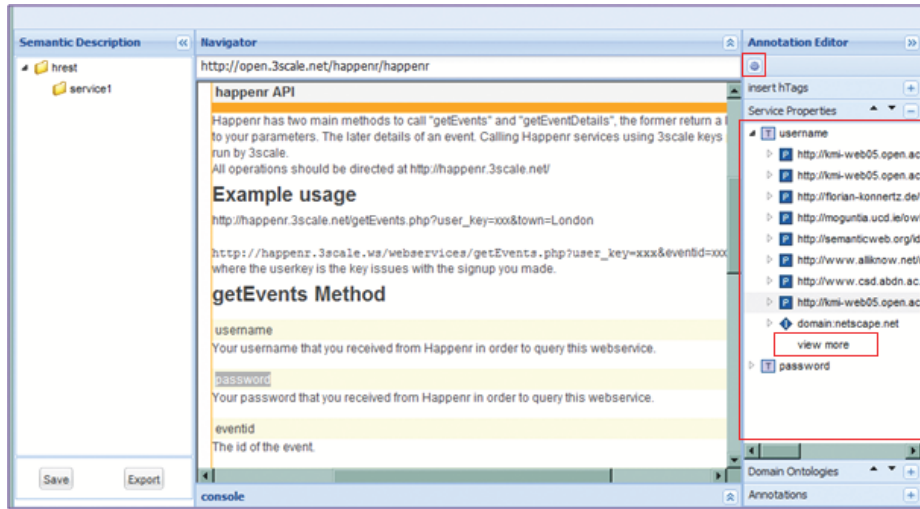 Semantic Description
hrest
service1
Save
Export
Navigator
http://open.3scale.net/happenr/happenr
happenr API
Happenr has two main methods to call "getEvents" and "getEventDetails", the former return a
to your parameters. The later details of an event. Calling Happenr services using 3scale keys
run by 3scale.
All operations should be directed at http://happenr.3scale.net/
Example usage
http://happenr.3scale.net/getEvents.php?user_key=xxx&town=London
http://happenr.3scale.ws/webservices/getEvents.php?user_key=xxx&eventid=xxx
where the userkey is the key issues with the signup you made.
getEvents Method
username
Your username that you received from Happenr in order to query this webservice.
password
Your password that you received from Happenr in order to query this webservice.
eventid
The id of the event.
console
Annotation Editor
insert hTags
Service Properties
T username
P http://kmi-web05.open.ac
P http://kmi-web05.open.ac
P http://florian-konnertz.de/
P http://moguntia.ucd.ie/ow
P http://semanticweb.org/id
P http://www.alliknow.net/
P http://www.csd.abdn.ac.
P http://kmi-web05.open.ac
I domain:netscape.net
view more
T password
Domain Ontologies
Annotations